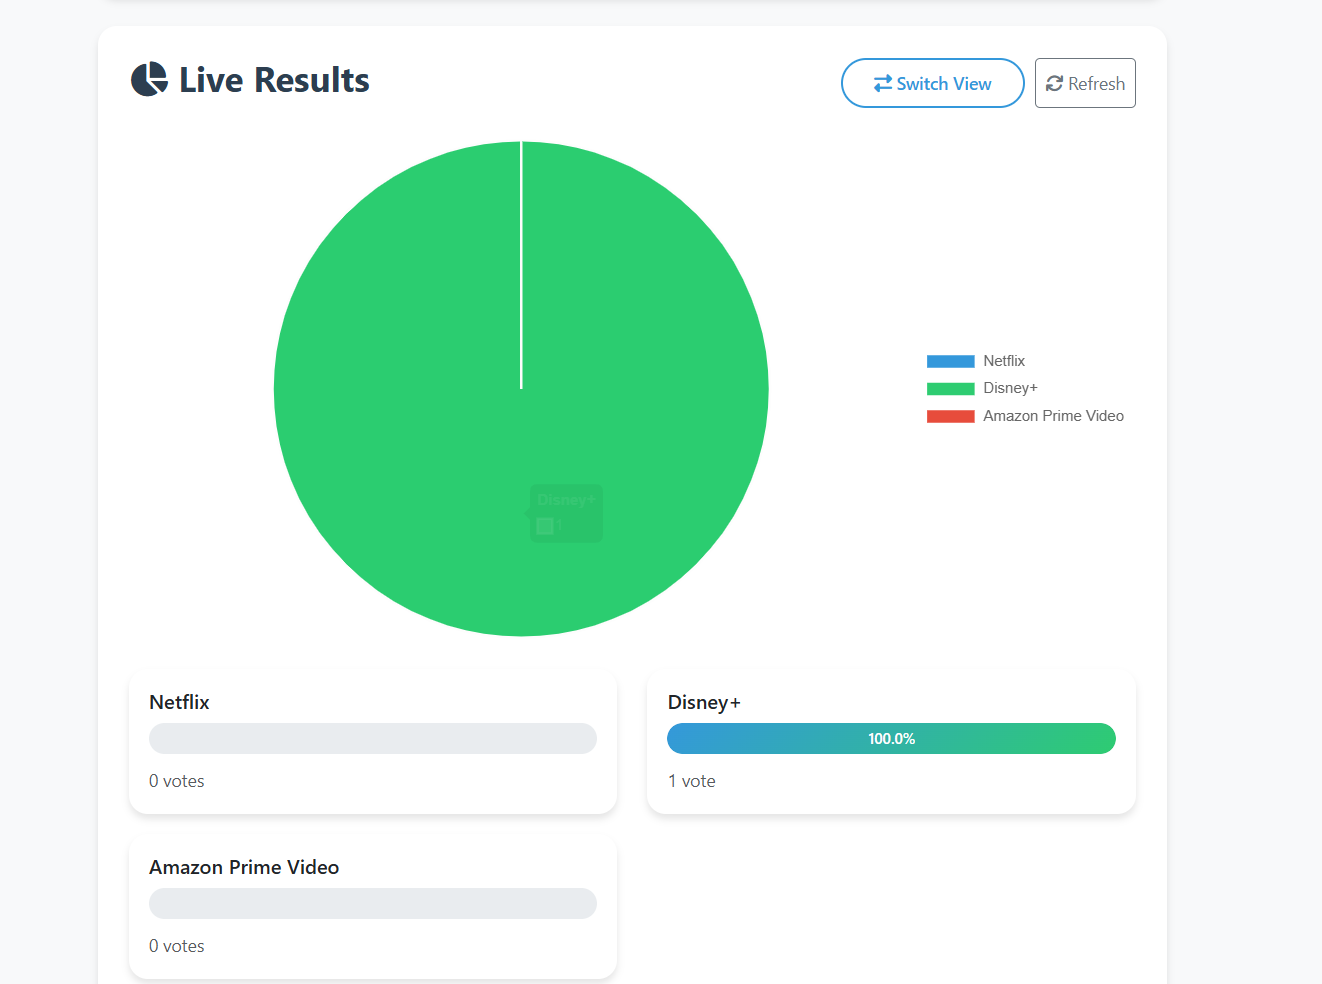 Live Results
Switch View
Refresh
Netflix
Disney+
Amazon Prime Video
Disney+
1
Netflix
0 votes
Disney+
100.0%
1 vote
Amazon Prime Video
0 votes